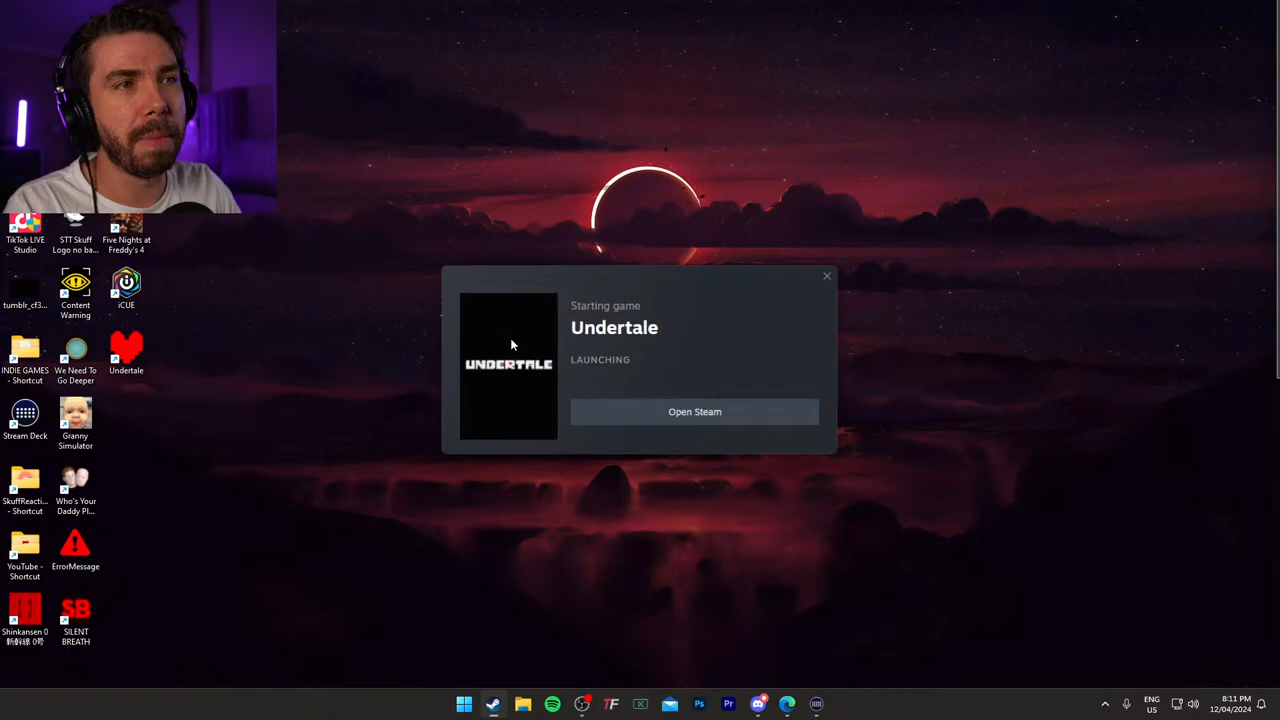 TikTok LIVE
Studio
STT Skuff
Logo no ba...
Five Nights at
Freddy's 4
tumblr_cf3...
Content
Warning
iCUE
INDIE GAMES
- Shortcut
We Need To
Go Deeper
Undertale
Stream Deck
Granny
Simulator
SkuffReacti...
- Shortcut
Who's Your
Daddy Pl...
YouTube -
Shortcut
ErrorMessage
Shinkansen 0
新幹線 0号
SB
SILENT
BREATH
Starting game
Undertale
LAUNCHING
UNDERTALE
Open Steam
TF
Ps
Pr
ENG
US
8:11 PM
12/04/2024